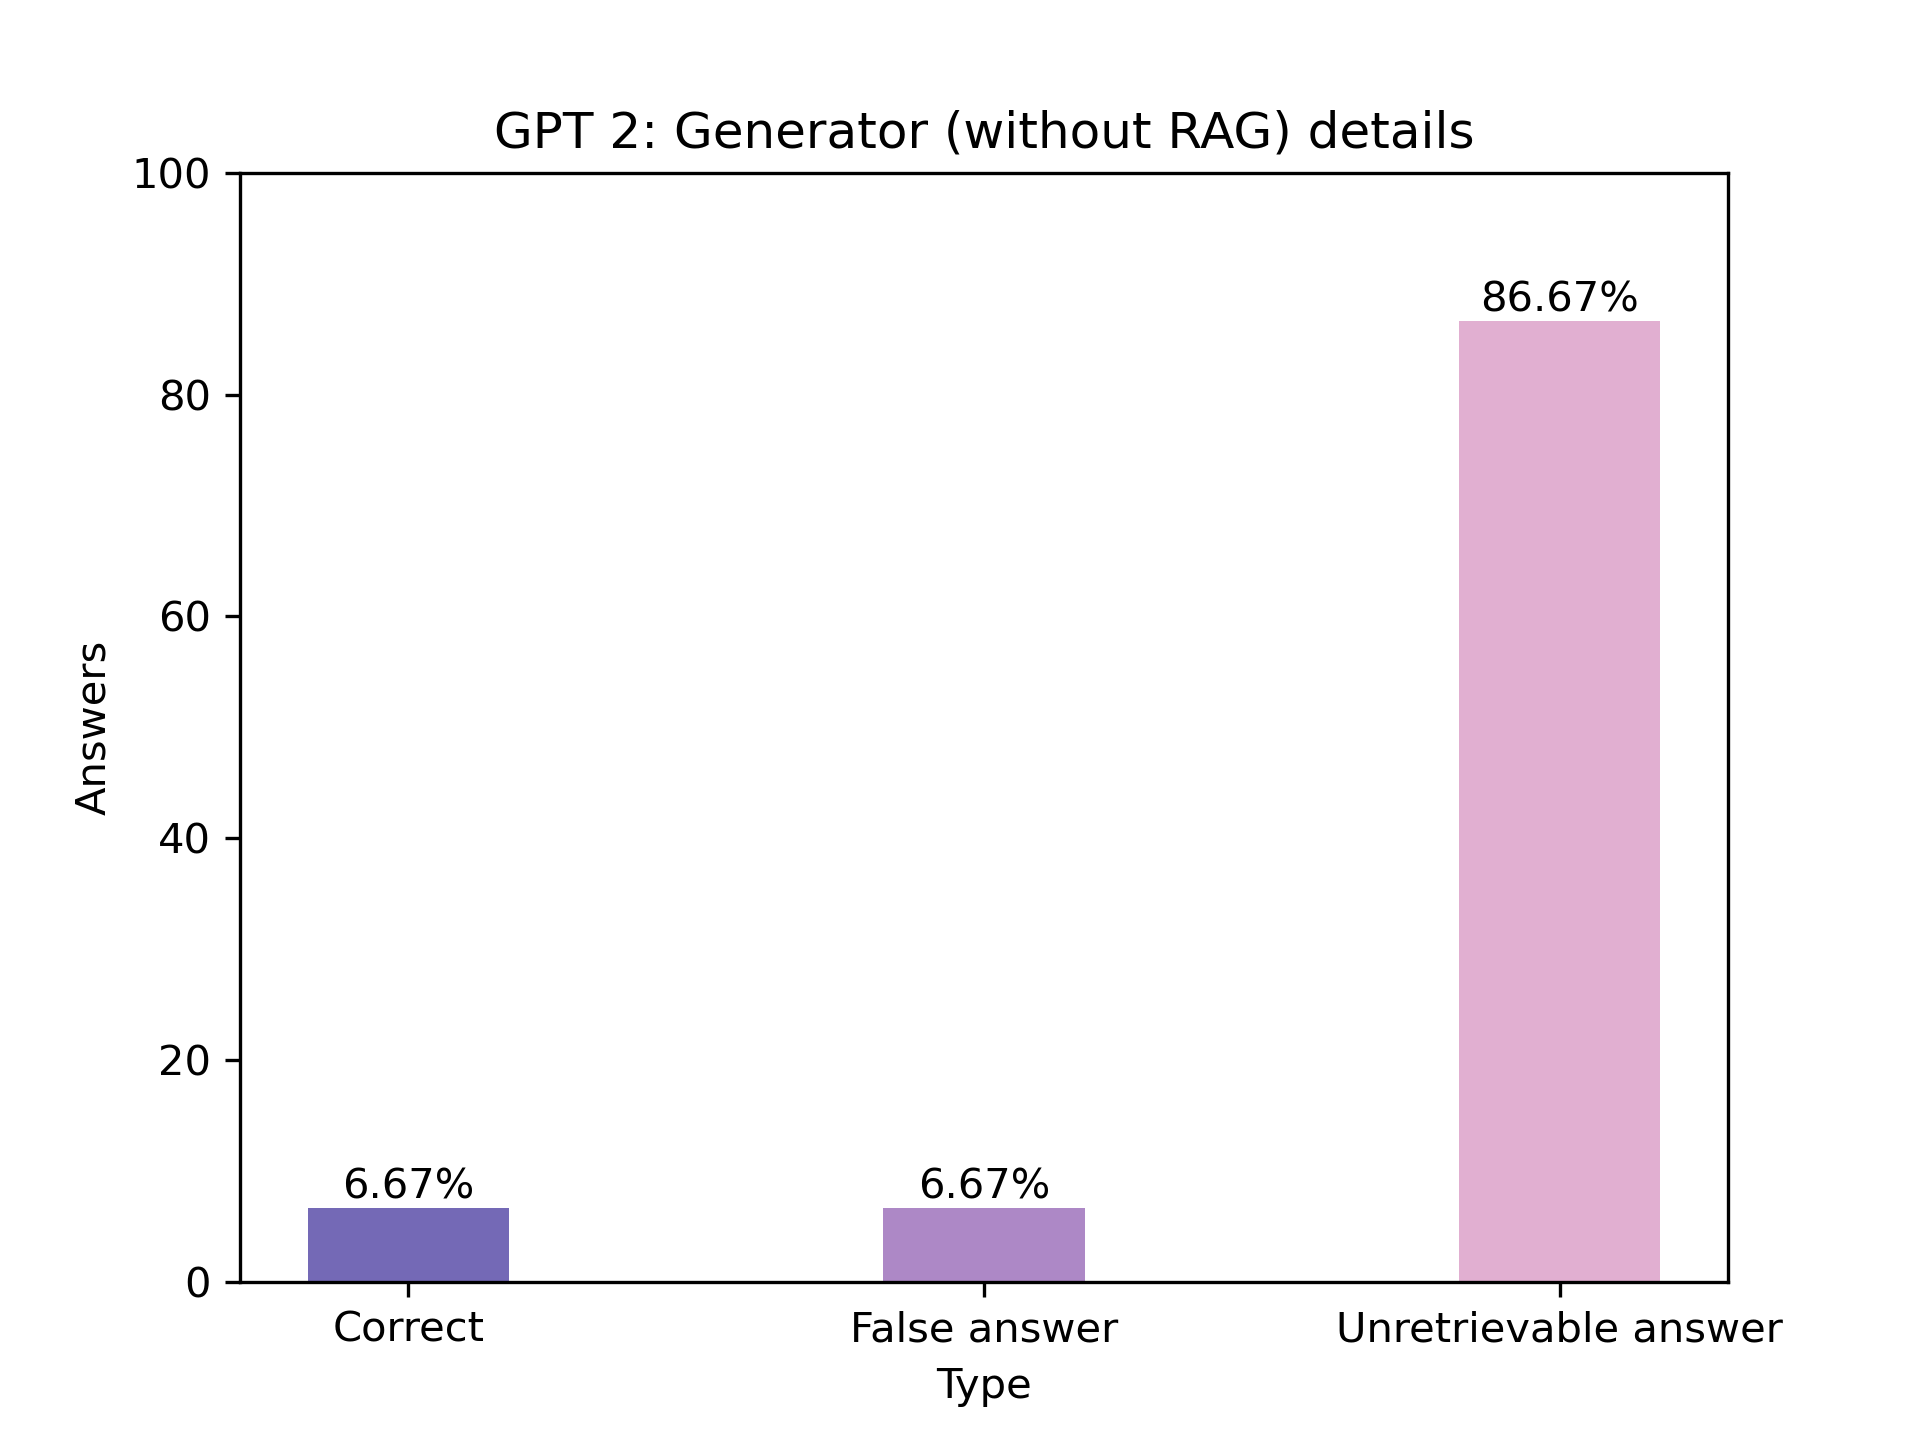 GPT 2: Generator (without RAG) details
100
80
60
40
20
0
Answers
6.67%
6.67%
86.67%
Correct
False answer
Unretrievable answer
Type